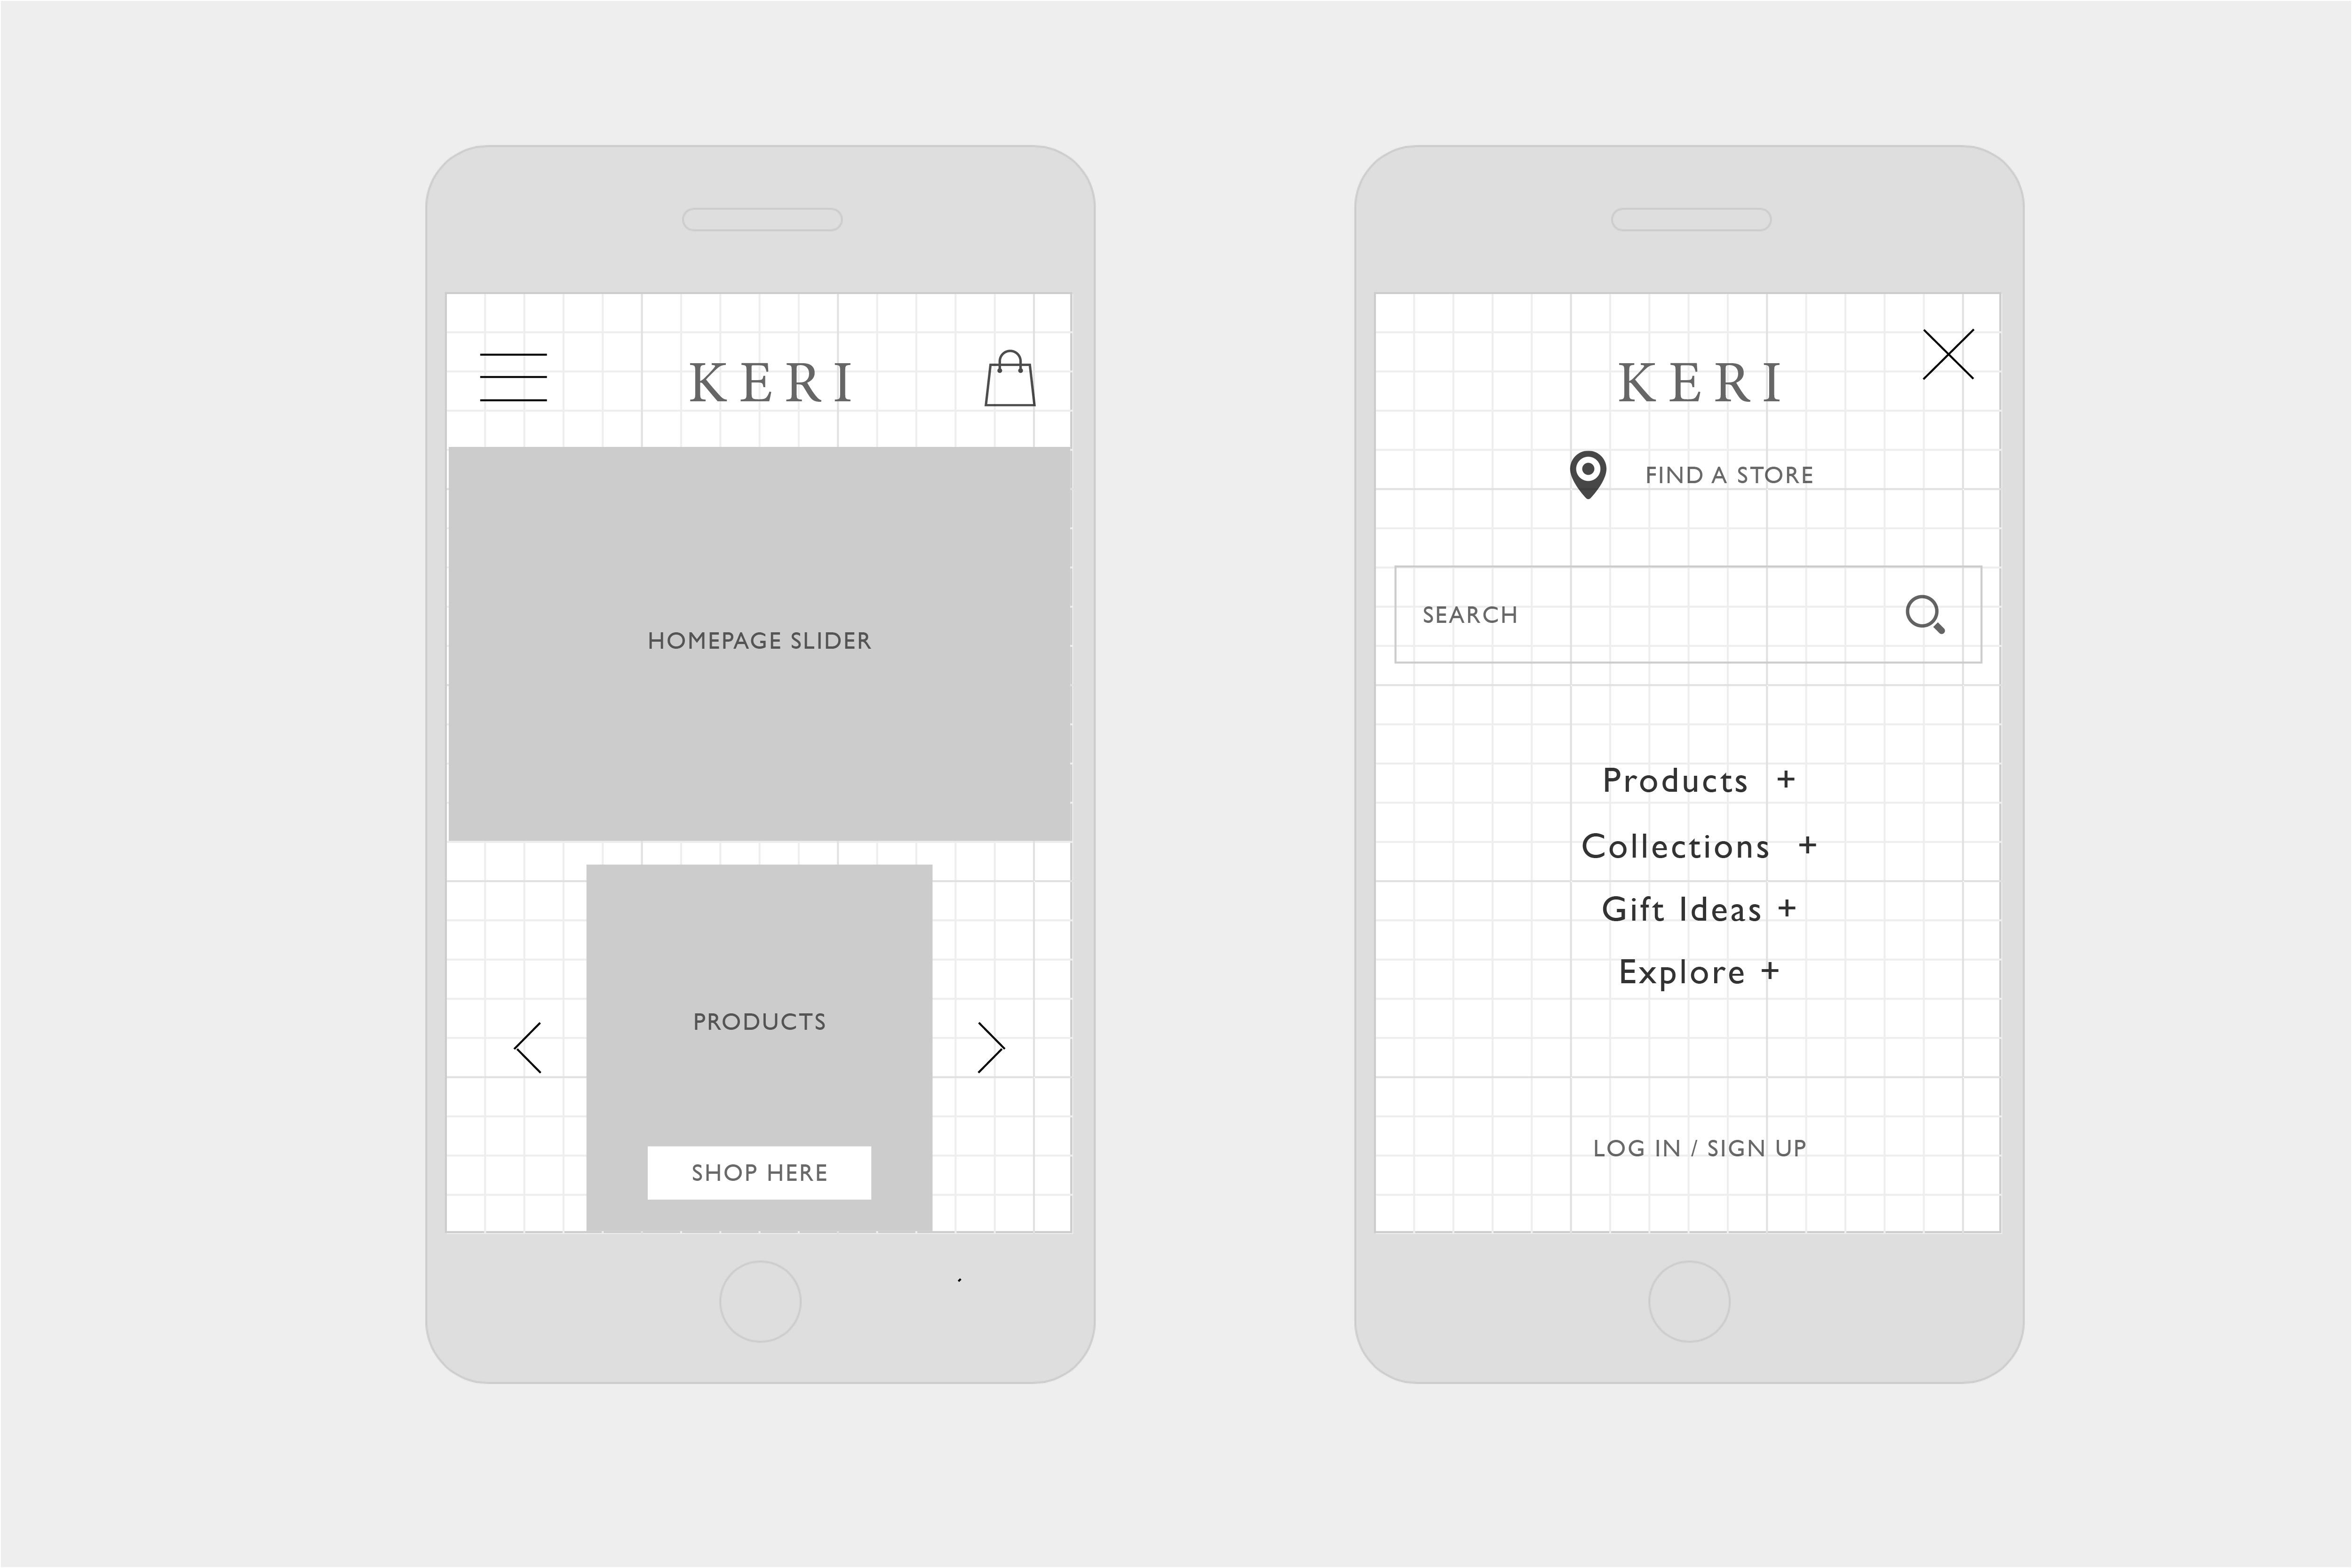 KERI
HOMEPAGE SLIDER
PRODUCTS
SHOP HERE
KERI
FIND A STORE
SEARCH
Products +
Collections +
Gift Ideas +
Explore +
LOG IN / SIGN UP